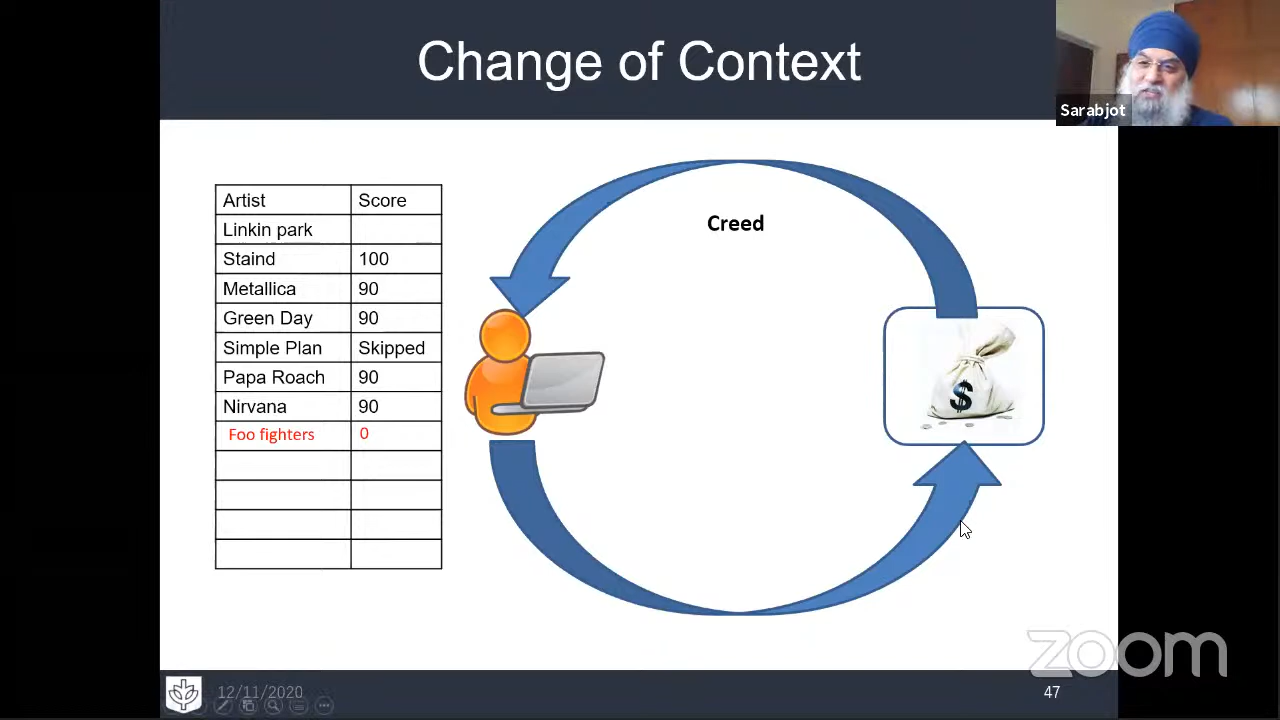 Change of Context
Sarabjot
Artist Score
Linkin park
Staind 100
Metallica 90
Green Day 90
Simple Plan Skipped
Papa Roach 90
Nirvana 90
Foo fighters 0
Creed
$
zoom
12/11/2020
47